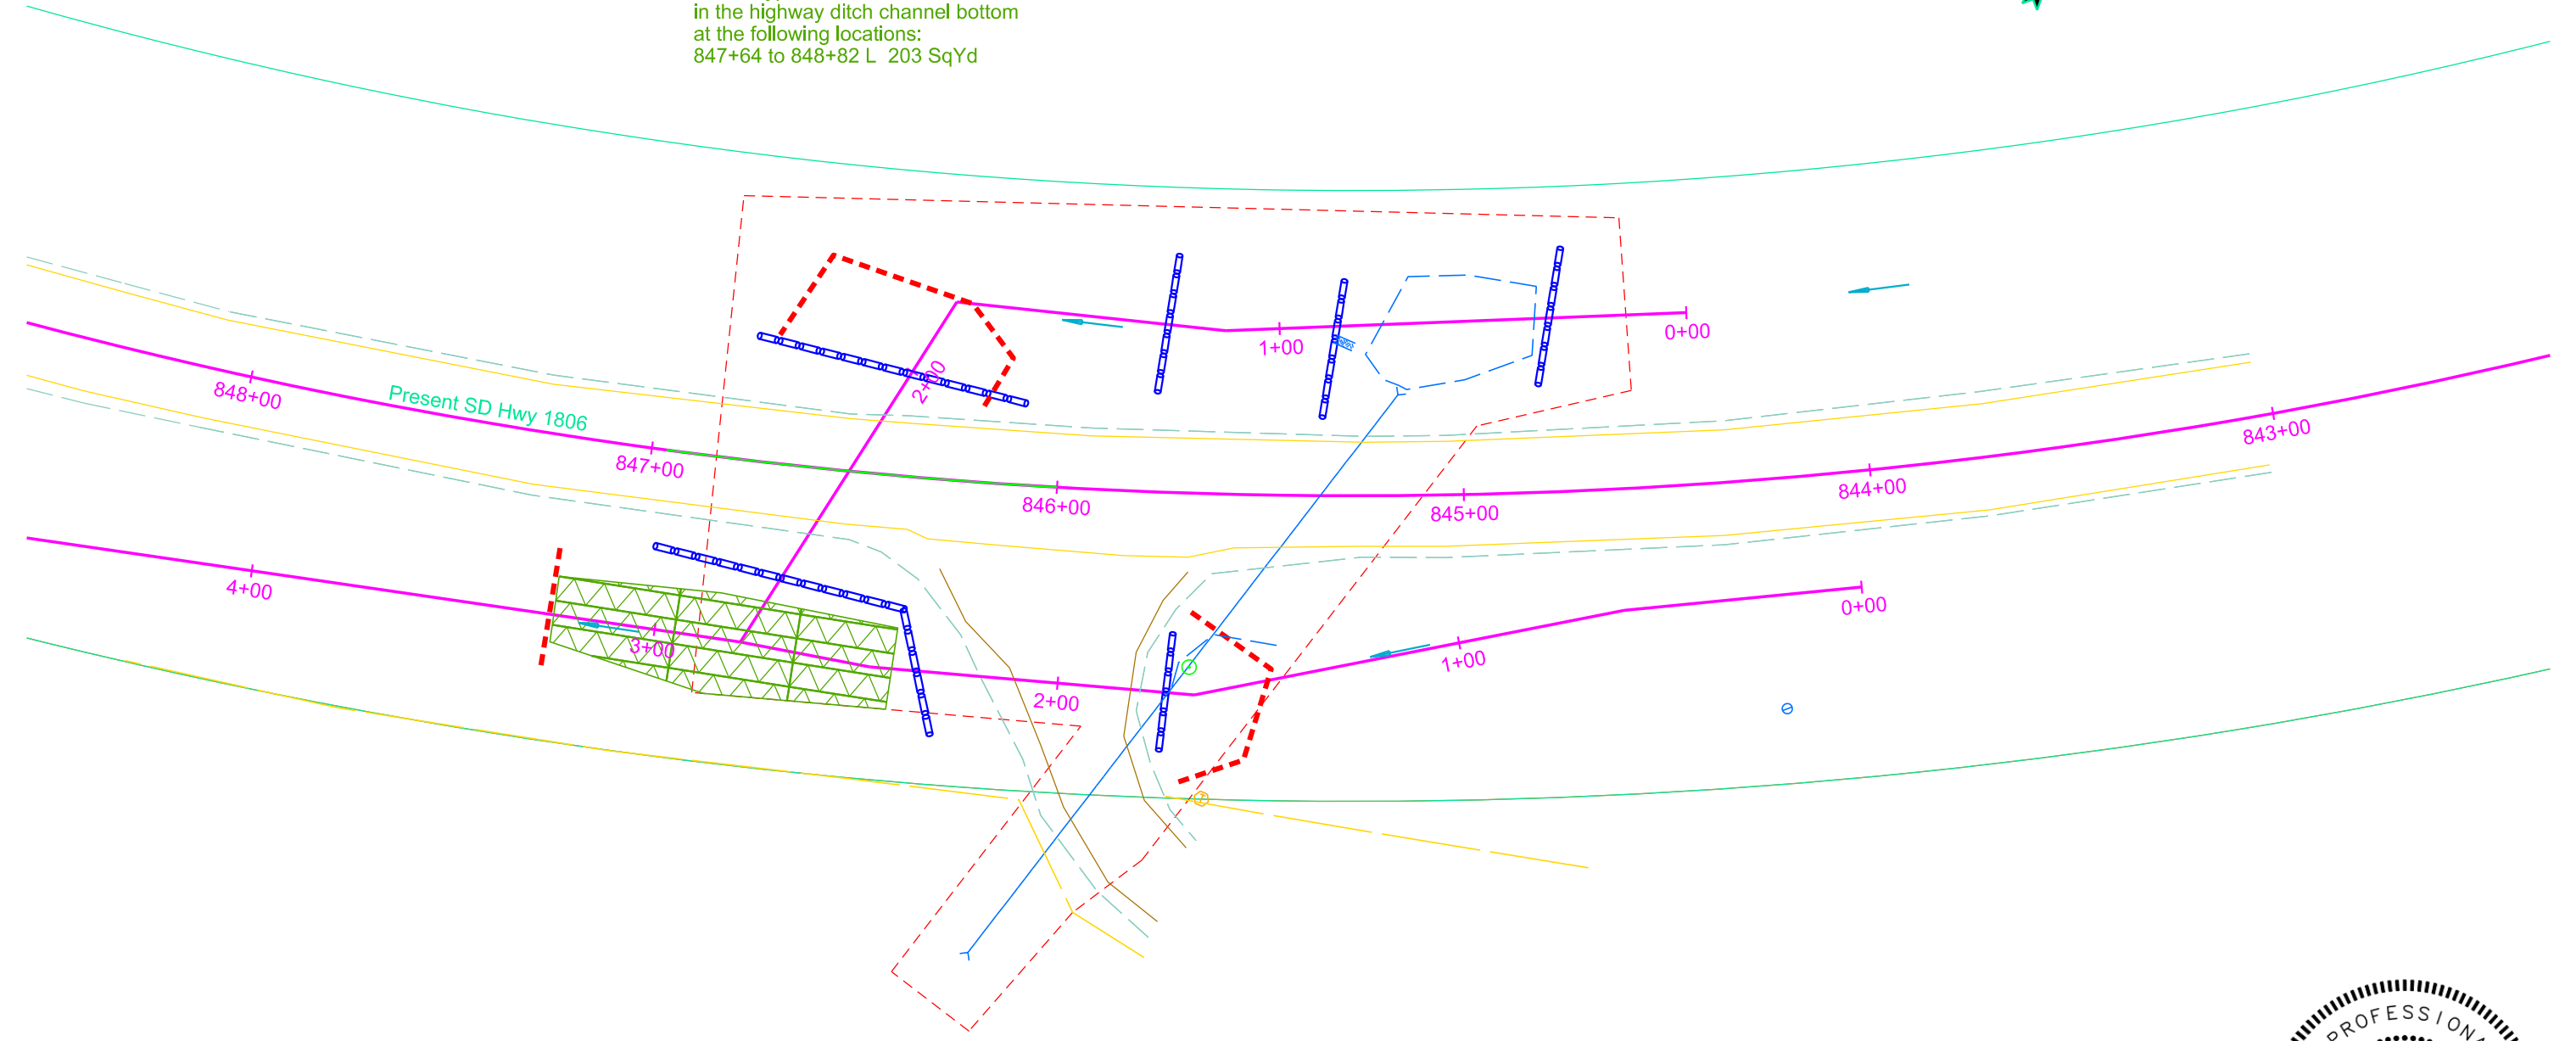 in the highway ditch channel bottom
at the following locations:
847+64 to 848+82 L 203 SqYd
0+00
1+00
2+00
848+00
Present SD Hwy 1806
847+00
846+00
845+00
844+00
843+00
4+00
3+00
2+00
1+00
0+00
PROFESSIONA